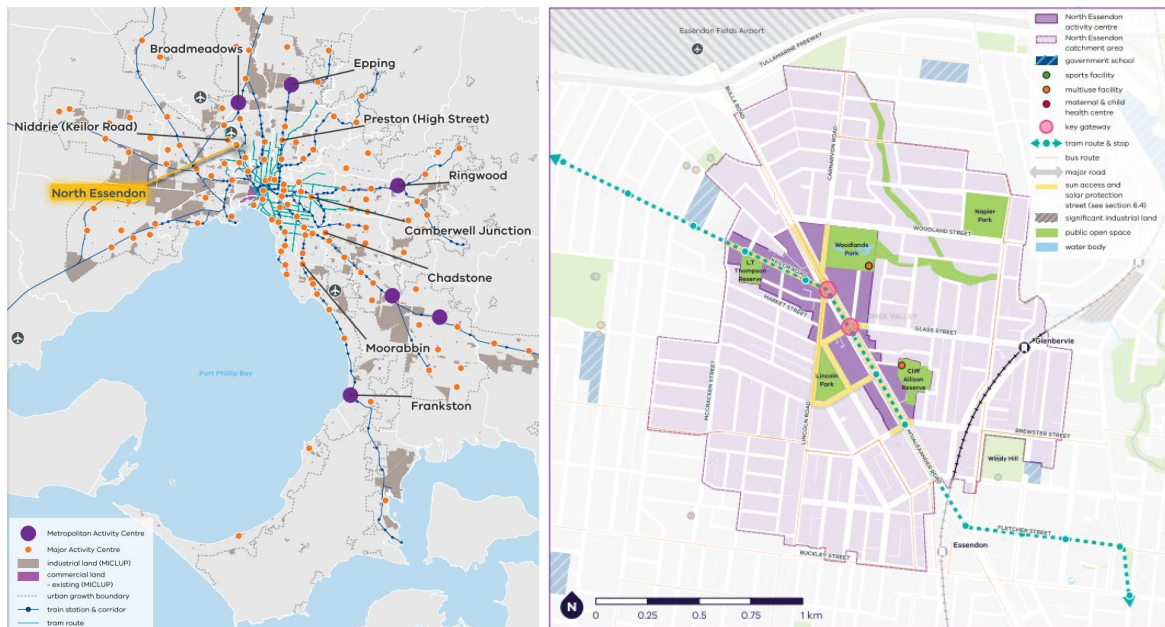 Broadmeadows
Epping
Niddrie (Keilor Road)
Preston (High Street)
Ringwood
North Essendon
Camberwell Junction
Chadstone
Moorabbin
Port Phillip Bay
Frankston
Metropolitan Activity Centre
Major Activity Centre
industrial land (MICLUP)
commercial land
- existing (MICLUP)
urban growth boundary
train station & corridor
tram route
Essendon Fields Airport
TULLAMARINE FREEWAY
BULLA ROAD
CARNARVON ROAD
Napier
Park
WOODLAND STREET
Woodlands
Park
L.T
Thompson
Reserve
MARKET STREET
GLASS STREET
Glenbervie
Lincoln
Park
Cliff
Allison
Reserve
MCCRACKEN STREET
LINCOLN ROAD
MT ALEXANDER ROAD
BREWSTER STREET
Windy Hill
FLETCHER STREET
Essendon
BUCKLEY STREET
N
0 0.25 0.5 0.75 1 km
North Essendon
activity centre
North Essendon
catchment area
government school
sports facility
multiuse facility
maternal & child
health centre
key gateway
tram route & stop
bus route
major road
sun access and
solar protection
street (see section 6.4)
significant industrial land
public open space
water body